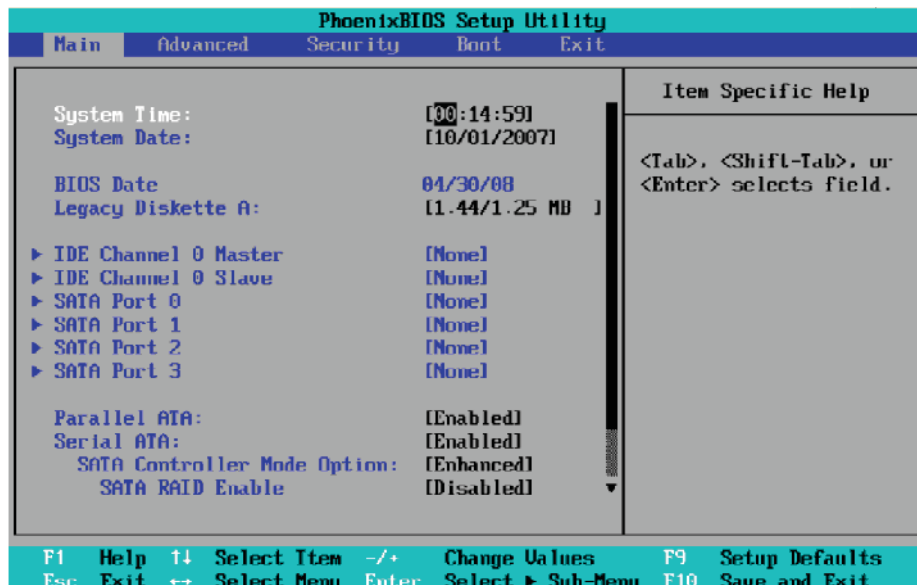 PhoenixBIOS Setup Utility
Main Advanced Security Boot Exit
Item Specific Help
System Time: [00:14:59]
System Date: [10/01/2007]
<Tab>, <Shift-Tab>, or
<Enter> selects field.
BIOS Date 04/30/08
Legacy Diskette A: [1.44/1.25 MB ]
▶ IDE Channel 0 Master [None]
▶ IDE Channel 0 Slave [None]
▶ SATA Port 0 [None]
▶ SATA Port 1 [None]
▶ SATA Port 2 [None]
▶ SATA Port 3 [None]
Parallel ATA: [Enabled]
Serial ATA: [Enabled]
SATA Controller Mode Option: [Enhanced]
SATA RAID Enable [Disabled]
F1 Help ↑↓ Select Item -/+ Change Values F9 Setup Defaults
Esc Exit ↔ Select Menu Enter Select ▶ Sub-Menu F10 Save and Exit